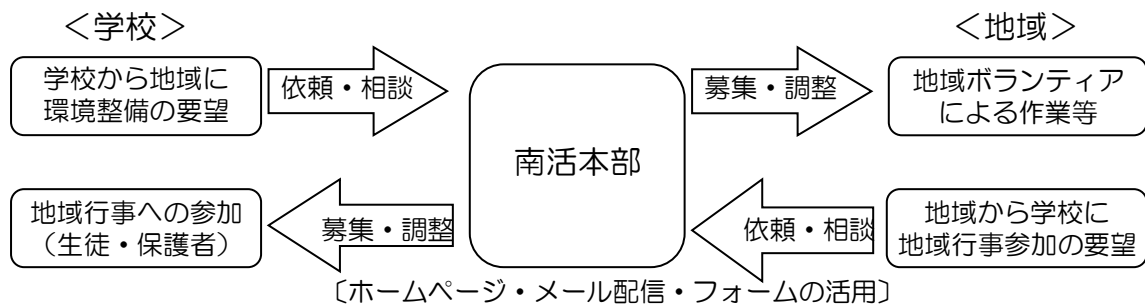 ＜学校＞
＜地域＞
学校から地域に
環境整備の要望
依頼・相談
南活本部
募集・調整
地域ボランティア
による作業等
地域行事への参加
（生徒・保護者）
募集・調整
依頼・相談
地域から学校に
地域行事参加の要望
〔ホームページ・メール配信・フォームの活用〕